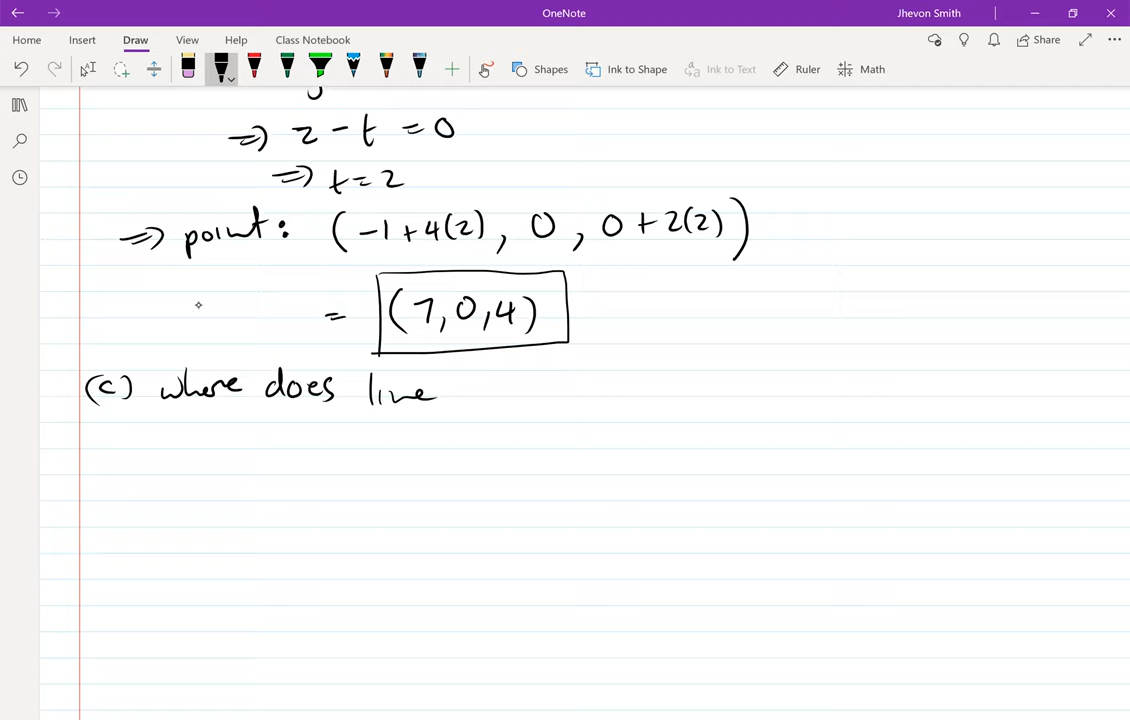 OneNote
Jhevon Smith
Home Insert Draw View Help Class Notebook
Share
Shapes Ink to Shape Ink to Text Ruler Math
=> 2 - t = 0
=> t = 2
=> point: (-1+4(2), 0, 0+2(2))
= (7,0,4)
(c) where does line